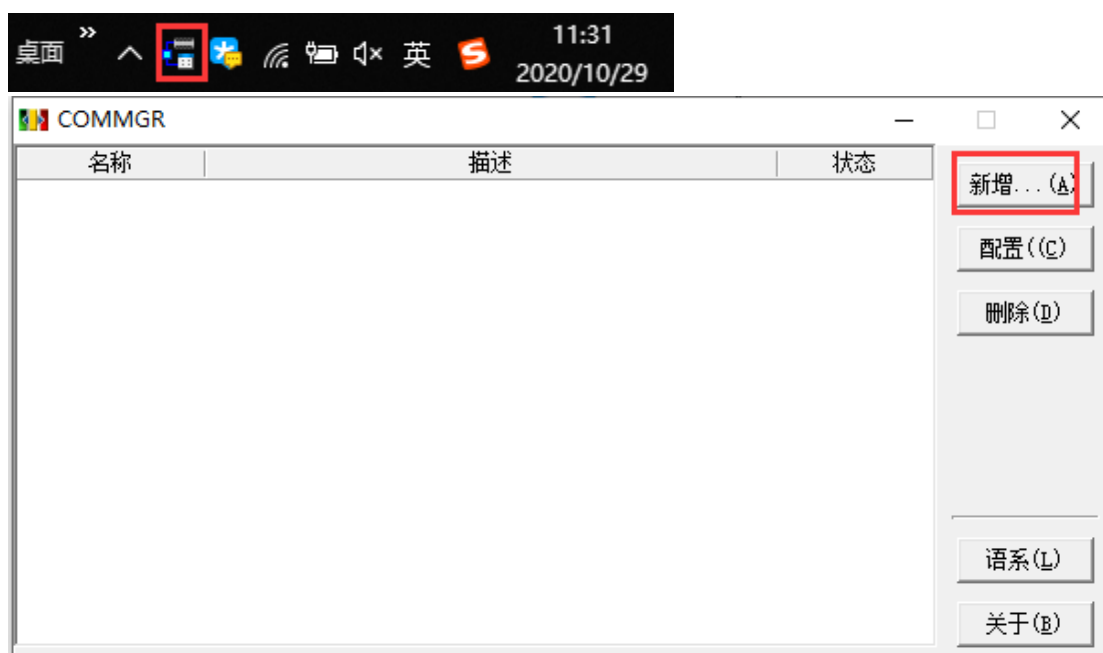 桌面 » 英 11:31
2020/10/29
COMMGR
名称 描述 状态
新增...(A)
配置((C)
删除(D)
语系(L)
关于(B)